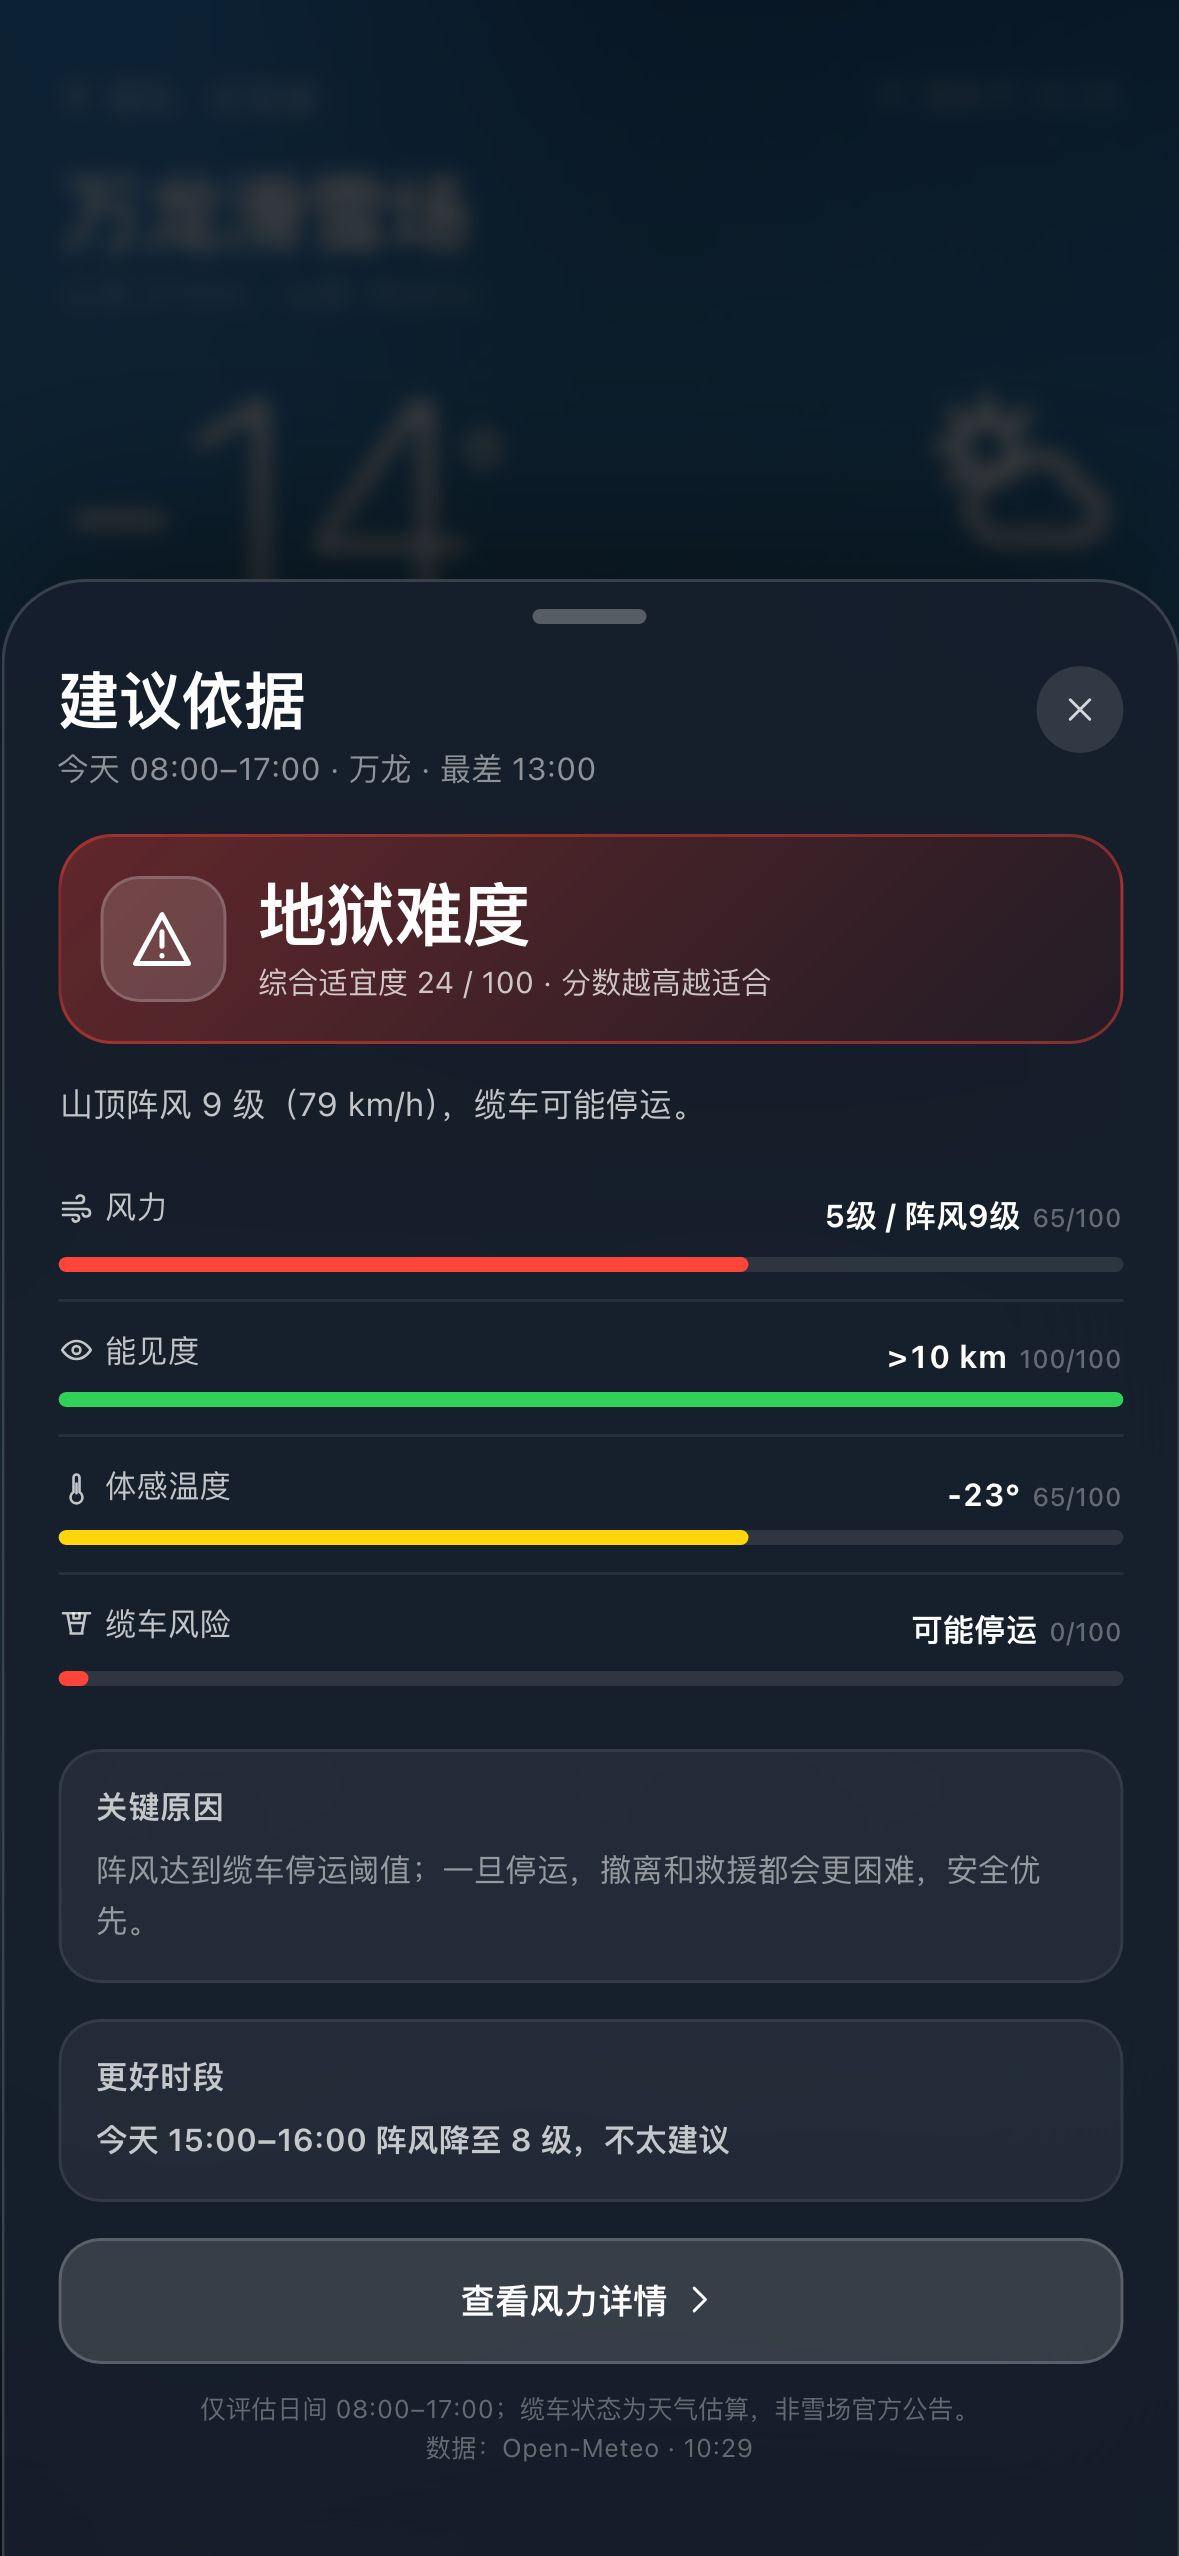 万龙滑雪场
-14°
建议依据
今天 08:00–17:00 · 万龙 · 最差 13:00
地狱难度
综合适宜度 24 / 100 · 分数越高越适合
山顶阵风 9 级（79 km/h），缆车可能停运。
风力
5级 / 阵风9级 65/100
能见度
>10 km 100/100
体感温度
-23° 65/100
缆车风险
可能停运 0/100
关键原因
阵风达到缆车停运阈值；一旦停运，撤离和救援都会更困难，安全优
先。
更好时段
今天 15:00–16:00 阵风降至 8 级，不太建议
查看风力详情
仅评估日间 08:00–17:00；缆车状态为天气估算，非雪场官方公告。
数据：Open-Meteo · 10:29